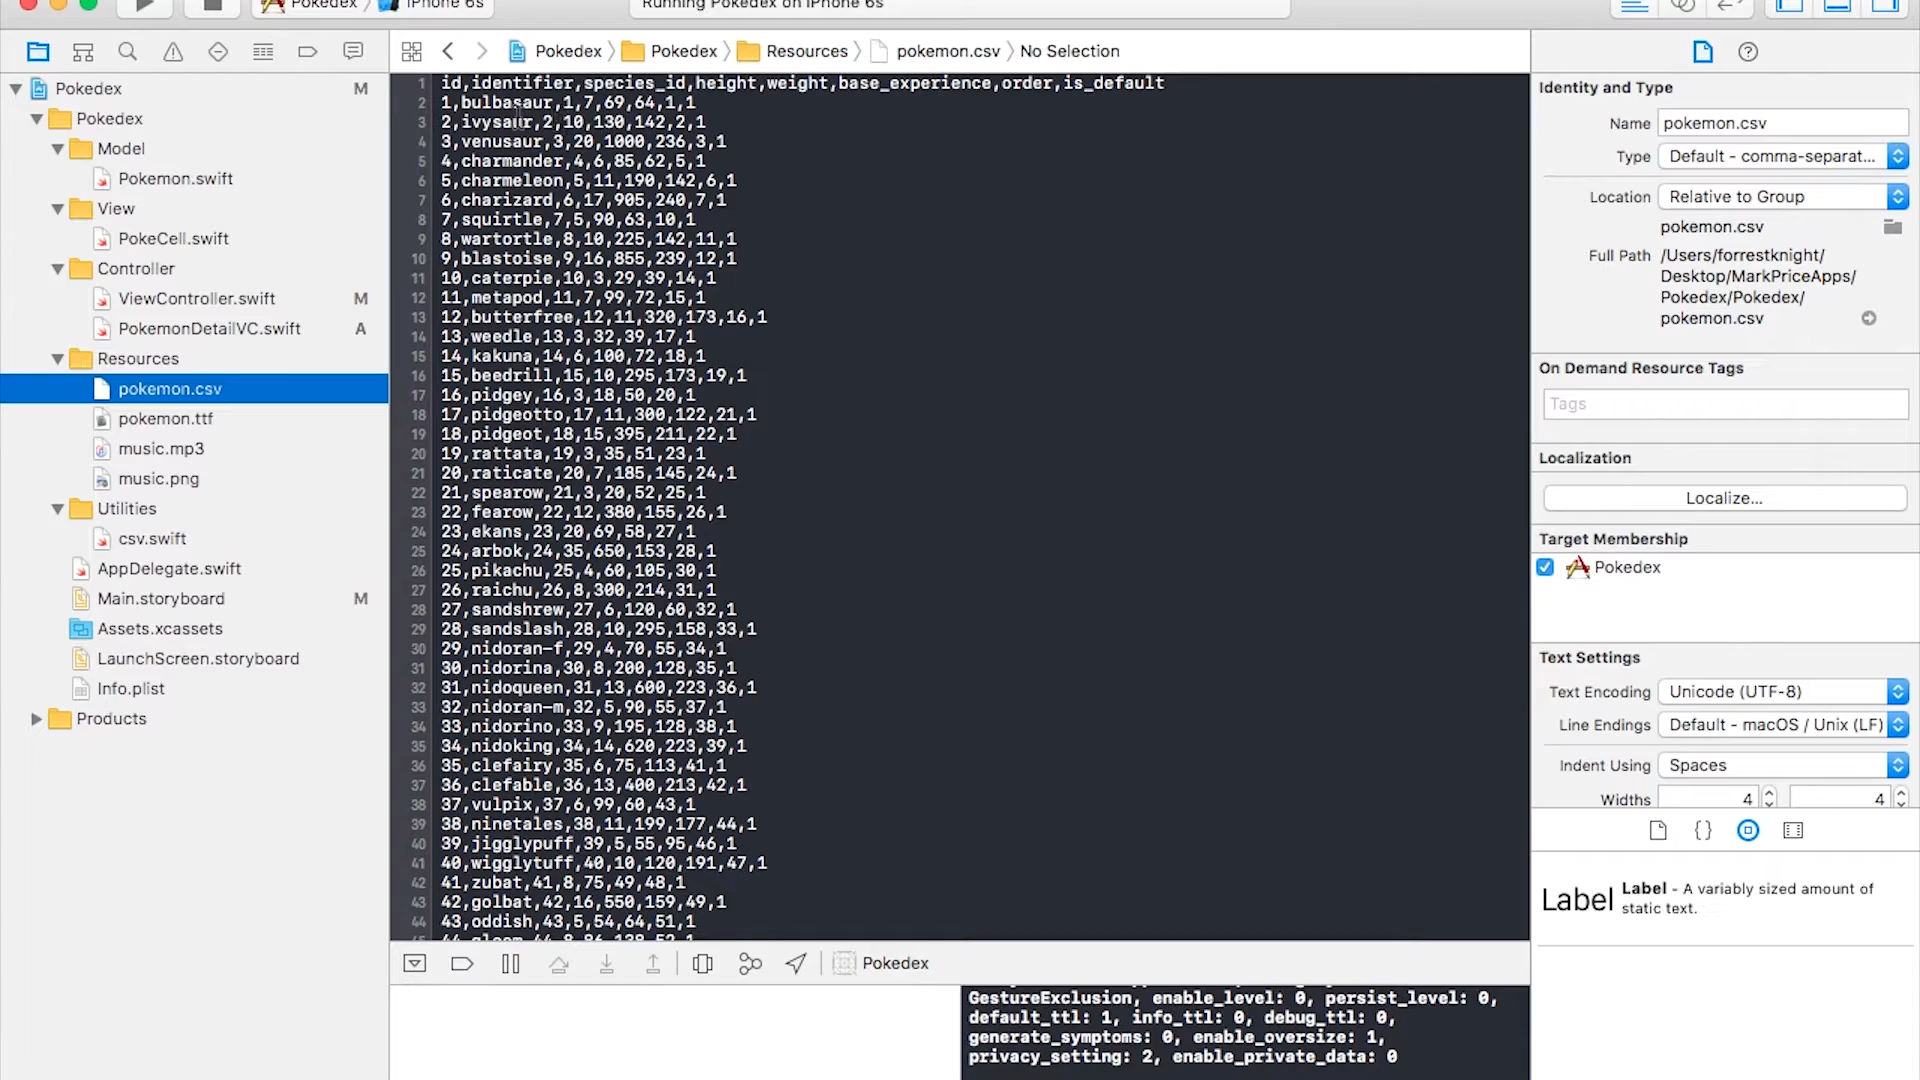 Pokedex
iPhone 6s
Running Pokedex on iPhone 6s
Pokedex
Pokedex
Resources
pokemon.csv
No Selection
Pokedex
M
Pokedex
Model
Pokemon.swift
View
PokeCell.swift
Controller
ViewController.swift
M
PokemonDetailVC.swift
A
Resources
pokemon.csv
pokemon.ttf
music.mp3
music.png
Utilities
csv.swift
AppDelegate.swift
Main.storyboard
M
Assets.xcassets
LaunchScreen.storyboard
Info.plist
Products
1 id,identifier,species_id,height,weight,base_experience,order,is_default
2 1,bulbasaur,1,7,69,64,1,1
3 2,ivysaur,2,10,130,142,2,1
4 3,venusaur,3,20,1000,236,3,1
5 4,charmander,4,6,85,62,5,1
6 5,charmeleon,5,11,190,142,6,1
7 6,charizard,6,17,905,240,7,1
8 7,squirtle,7,5,90,63,10,1
9 8,wartortle,8,10,225,142,11,1
10 9,blastoise,9,16,855,239,12,1
11 10,caterpie,10,3,29,39,14,1
12 11,metapod,11,7,99,72,15,1
13 12,butterfree,12,11,320,173,16,1
14 13,weedle,13,3,32,39,17,1
15 14,kakuna,14,6,100,72,18,1
16 15,beedrill,15,10,295,173,19,1
17 16,pidgey,16,3,18,50,20,1
18 17,pidgeotto,17,11,300,122,21,1
19 18,pidgeot,18,15,395,211,22,1
20 19,rattata,19,3,35,51,23,1
21 20,raticate,20,7,185,145,24,1
22 21,spearow,21,3,20,52,25,1
23 22,fearow,22,12,380,155,26,1
24 23,ekans,23,20,69,58,27,1
25 24,arbok,24,35,650,153,28,1
26 25,pikachu,25,4,60,105,30,1
27 26,raichu,26,8,300,214,31,1
28 27,sandshrew,27,6,120,60,32,1
29 28,sandslash,28,10,295,158,33,1
30 29,nidoran-f,29,4,70,55,34,1
31 30,nidorina,30,8,200,128,35,1
32 31,nidoqueen,31,13,600,223,36,1
33 32,nidoran-m,32,5,90,55,37,1
34 33,nidorino,33,9,195,128,38,1
35 34,nidoking,34,14,620,223,39,1
36 35,clefairy,35,6,75,113,41,1
37 36,clefable,36,13,400,213,42,1
38 37,vulpix,37,6,99,60,43,1
39 38,ninetales,38,11,199,177,44,1
40 39,jigglypuff,39,5,55,95,46,1
41 40,wigglytuff,40,10,120,191,47,1
42 41,zubat,41,8,75,49,48,1
43 42,golbat,42,16,550,159,49,1
44 43,oddish,43,5,54,64,51,1
45 44,gloom,44,8,86,138,52,1
Pokedex
GestureExclusion, enable_level: 0, persist_level: 0,
default_ttl: 1, info_ttl: 0, debug_ttl: 0,
generate_symptoms: 0, enable_oversize: 1,
privacy_setting: 2, enable_private_data: 0
Identity and Type
Name pokemon.csv
Type Default - comma-separat...
Location Relative to Group
pokemon.csv
Full Path /Users/forrestknight/
Desktop/MarkPriceApps/
Pokedex/Pokedex/
pokemon.csv
On Demand Resource Tags
Tags
Localization
Localize...
Target Membership
Pokedex
Text Settings
Text Encoding Unicode (UTF-8)
Line Endings Default - macOS / Unix (LF)
Indent Using Spaces
Widths 4 4
Label Label - A variably sized amount of
static text.